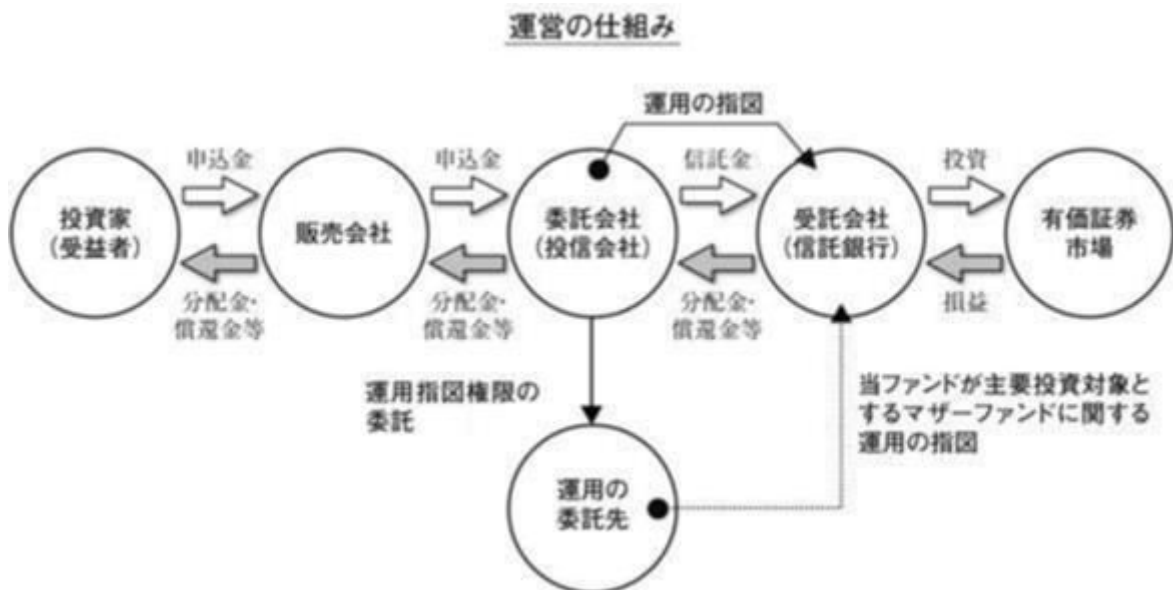 運営の仕組み
運用の指図
申込金
申込金
信託金
投資
投資家
(受益者)
販売会社
委託会社
(投信会社)
受託会社
(信託銀行)
有価証券
市場
分配金・
償還金等
分配金・
償還金等
分配金・
償還金等
損益
運用指図権限の
委託
当ファンドが主要投資対象と
するマザーファンドに関する
運用の指図
運用の
委託先